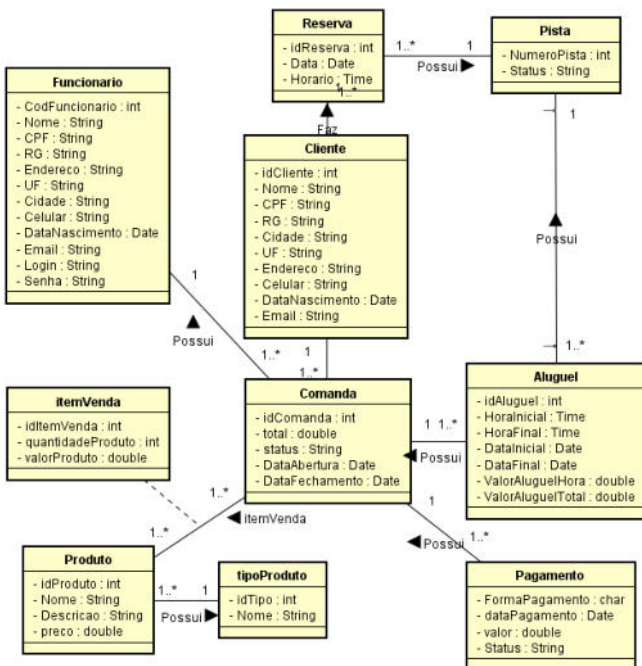 Reserva
- idReserva : int
- Data : Date
- Horario : Time
1..*
1..*
1
Possui
Pista
- NumeroPista : int
- Status : String
1
Possui
1..*
Funcionario
- CodFuncionario : int
- Nome : String
- CPF : String
- RG : String
- Endereco : String
- UF : String
- Cidade : String
- Celular : String
- DataNascimento : Date
- Email : String
- Login : String
- Senha : String
1
Possui
1..*
Faz
Cliente
- idCliente : int
- Nome : String
- CPF : String
- RG : String
- Cidade : String
- UF : String
- Endereco : String
- Celular : String
- DataNascimento : Date
- Email : String
1
1..*
Comanda
- idComanda : int
- total : double
- status : String
- DataAbertura : Date
- DataFechamento : Date
1
1..*
Possui
Aluguel
- idAluguel : int
- HoraInicial : Time
- HoraFinal : Time
- DataInicial : Date
- DataFinal : Date
- ValorAluguelHora : double
- ValorAluguelTotal : double
itemVenda
- idItemVenda : int
- quantidadeProduto : int
- valorProduto : double
1..*
itemVenda
1..*
1
Possui
1..*
Produto
- idProduto : int
- Nome : String
- Descricao : String
- preco : double
1..*
1
Possui
tipoProduto
- idTipo : int
- Nome : String
Pagamento
- FormaPagamento : char
- dataPagamento : Date
- valor : double
- Status : String